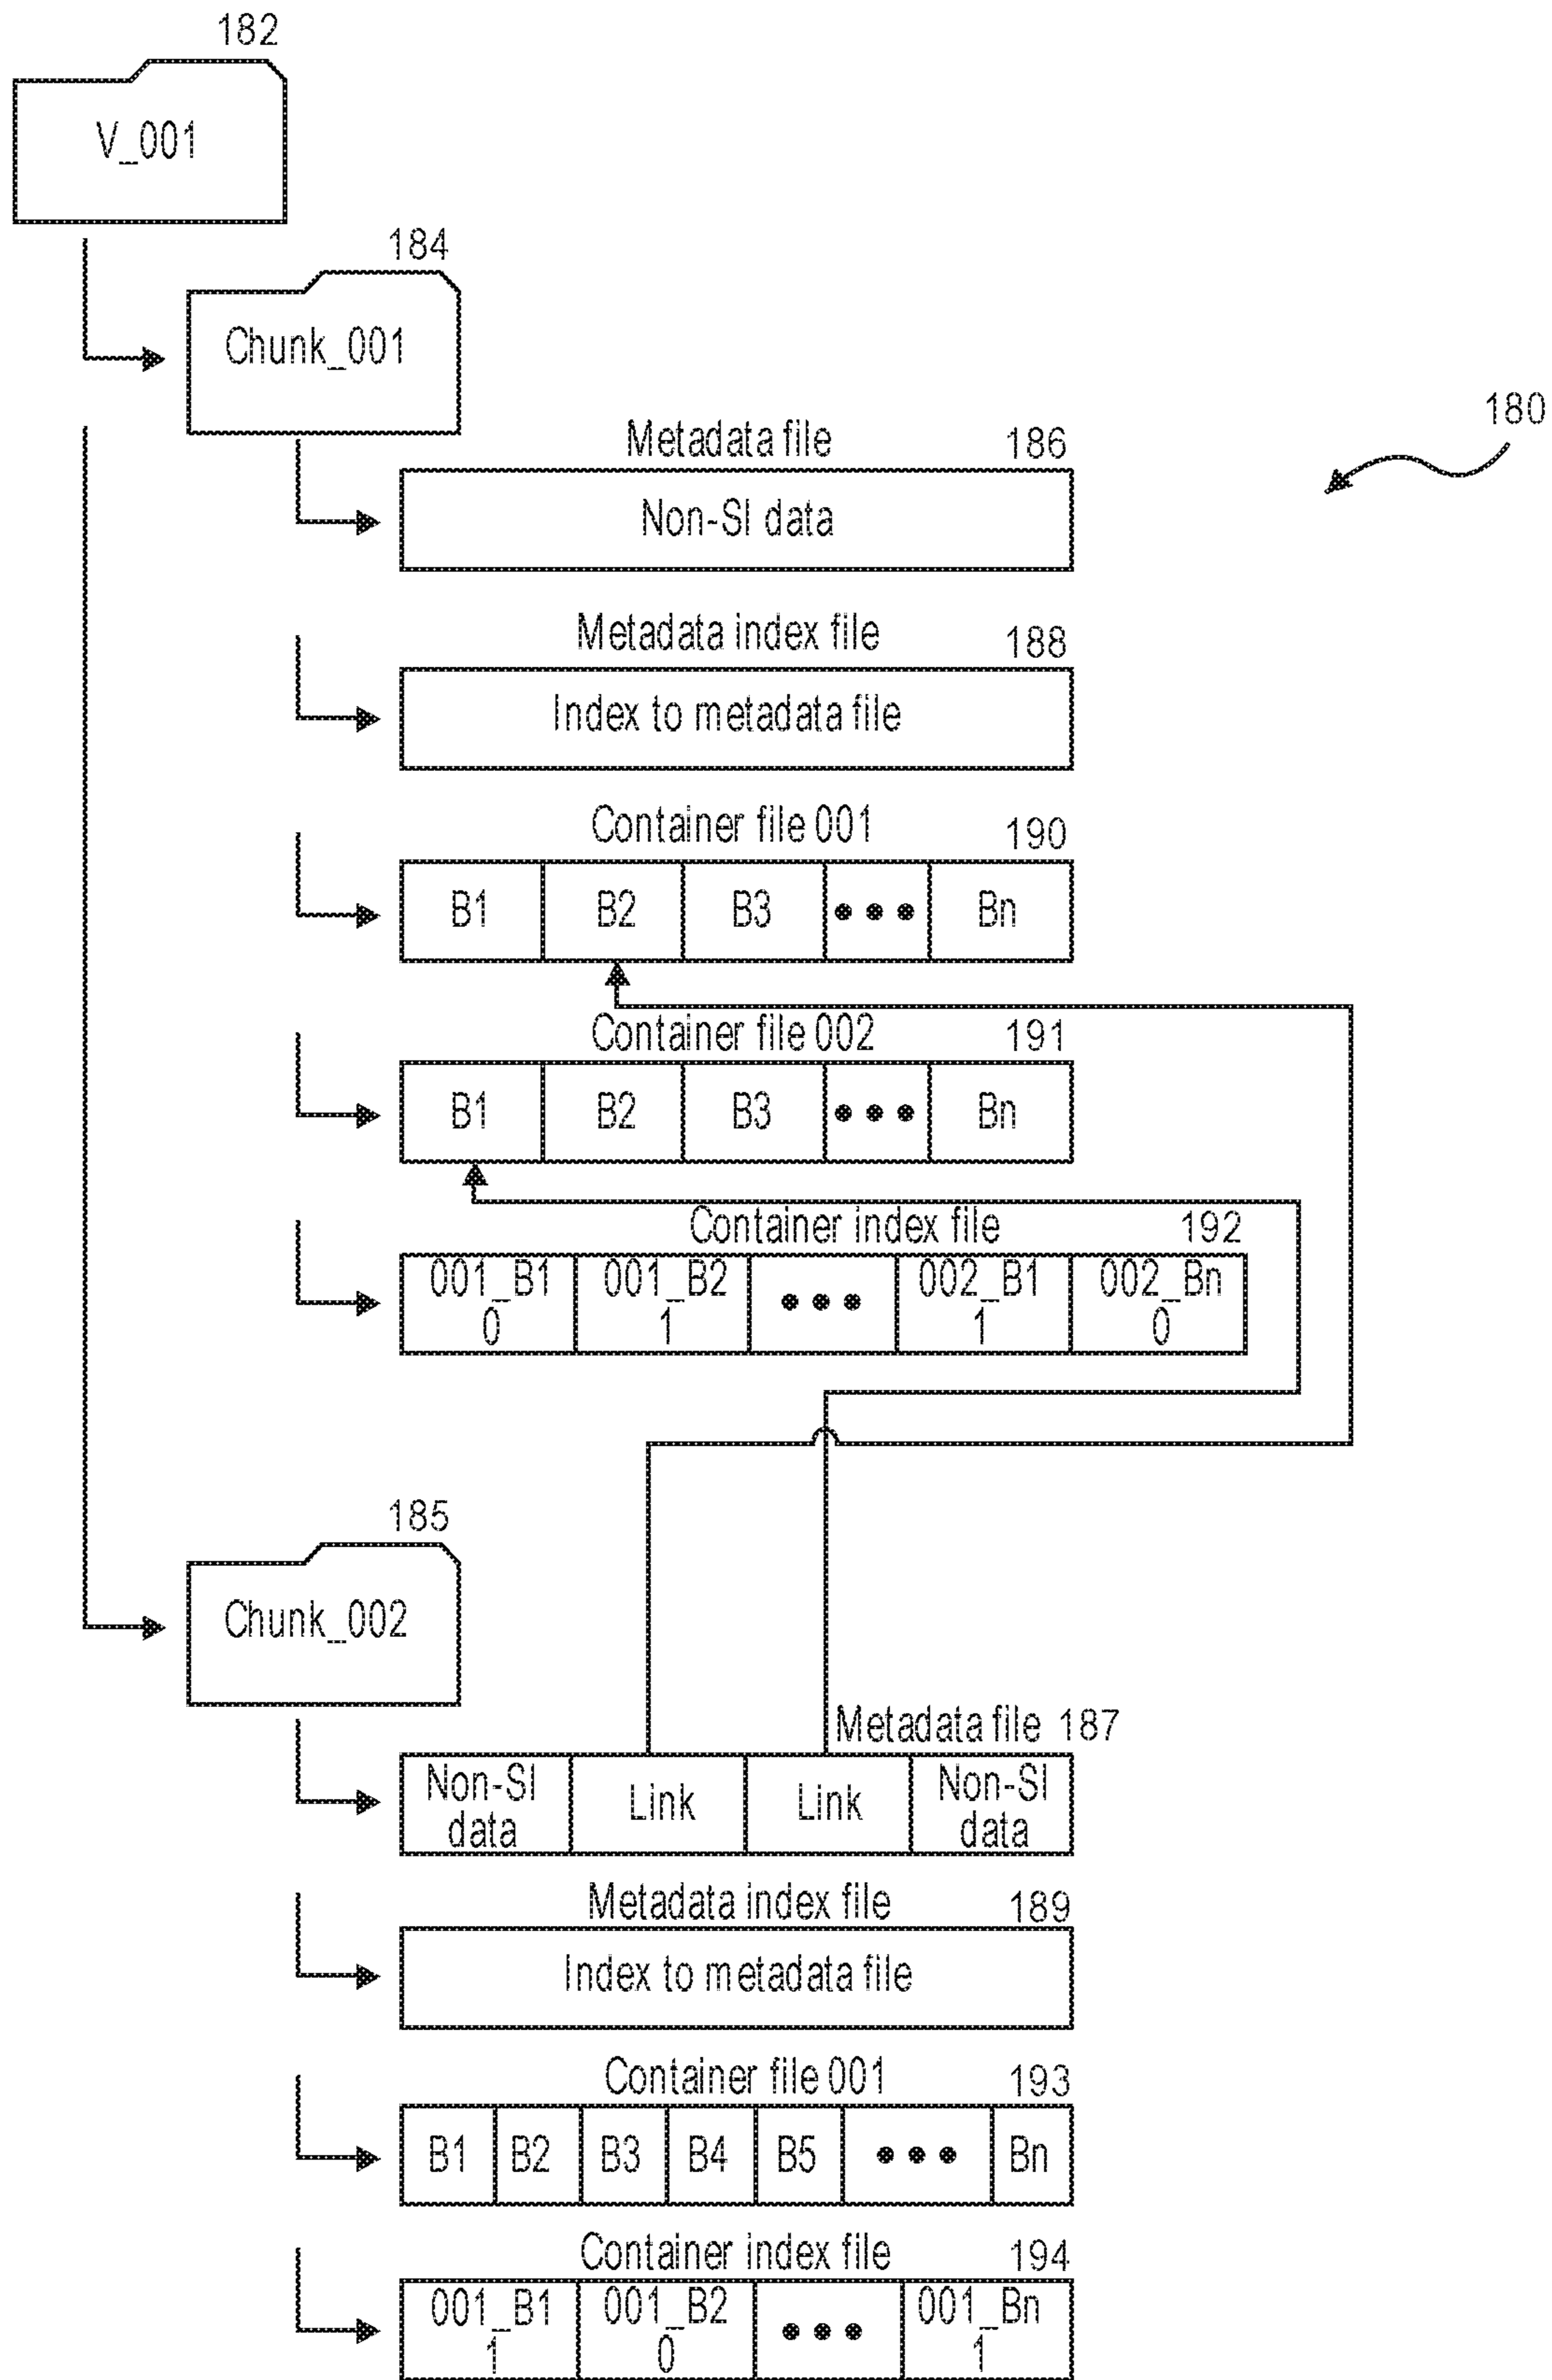 182
V_001
184
Chunk_001
180
Metadata file 186
Non-SI data
Metadata index file 188
Index to metadata file
Container file 001 190
B1 B2 B3 ●●● Bn
Container file 002 191
B1 B2 B3 ●●● Bn
Container index file 192
001_B1 001_B2 ●●● 002_B1 002_Bn
0 1 1 0
185
Chunk_002
Metadata file 187
Non-SI Link Link Non-SI
data data
Metadata index file 189
Index to metadata file
Container file 001 193
B1 B2 B3 B4 B5 ●●● Bn
Container index file 194
001_B1 001_B2 ●●● 001_Bn
1 0 1